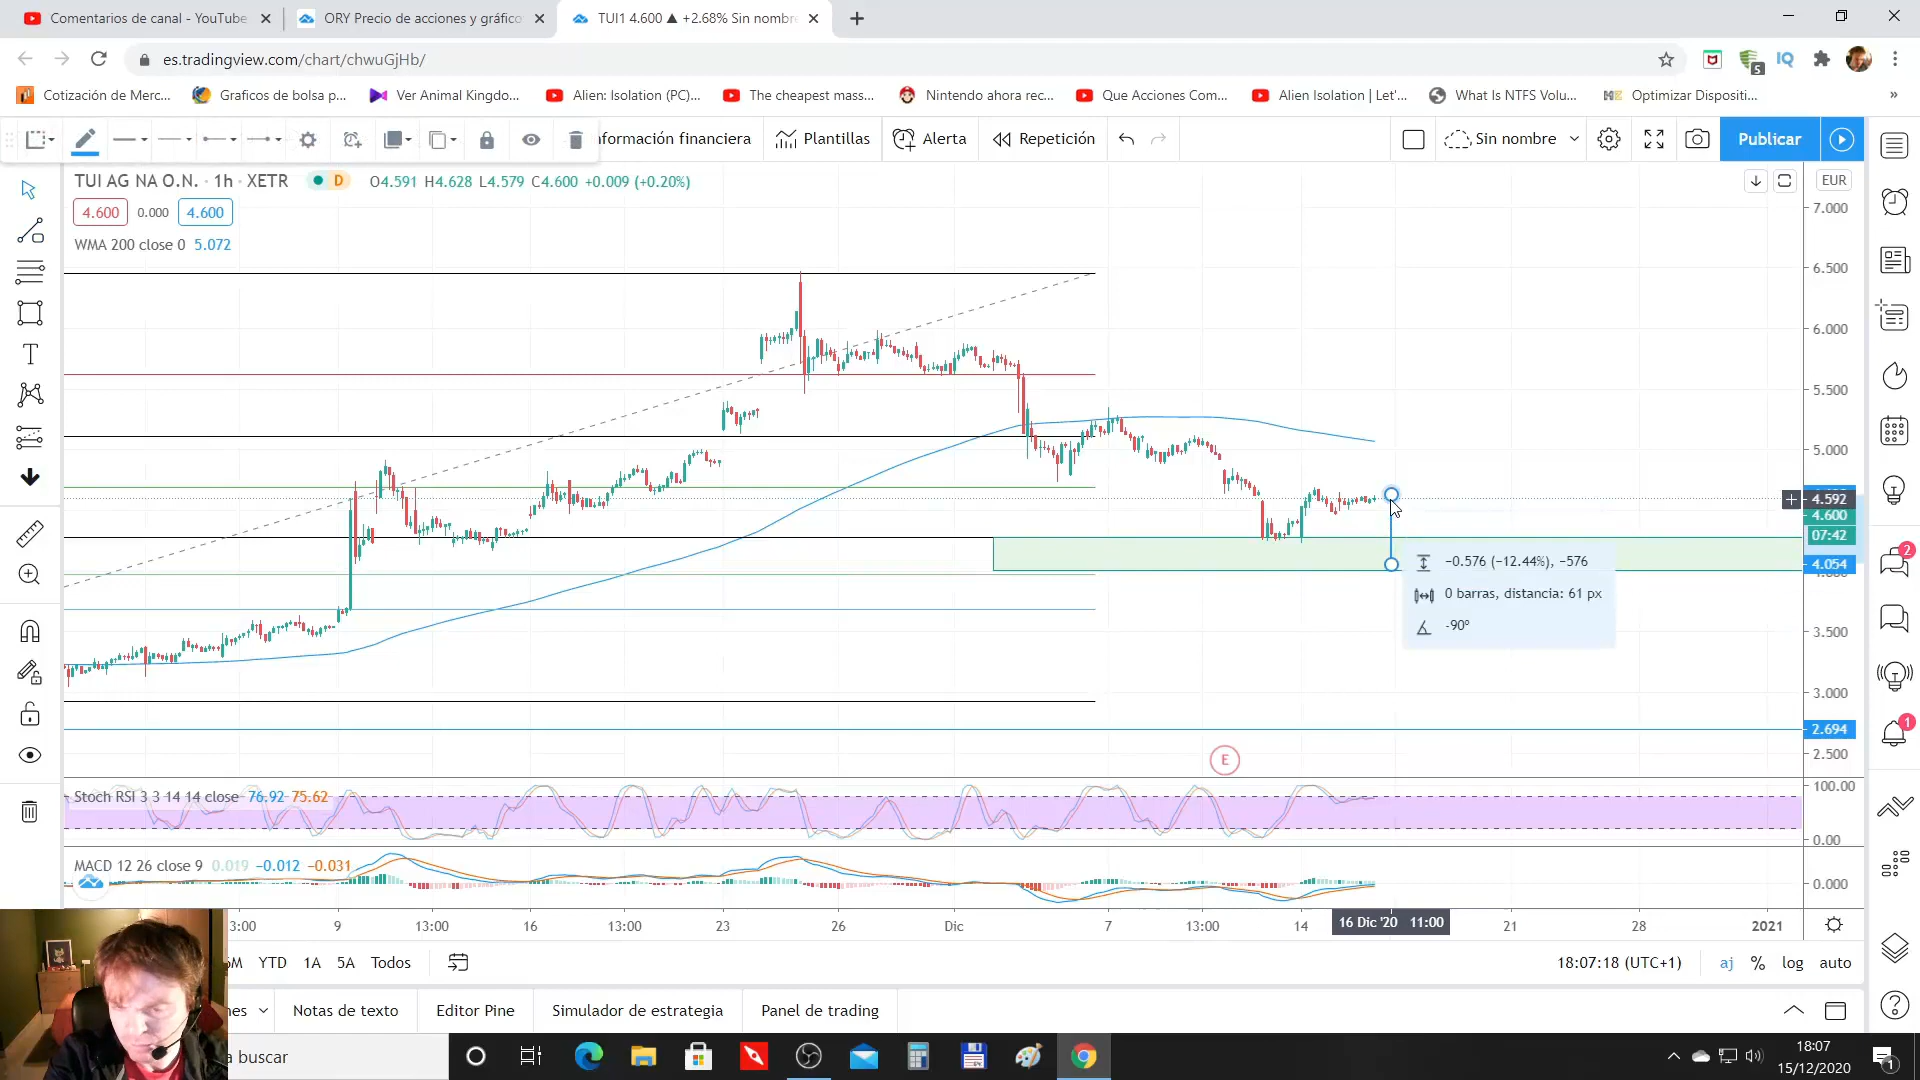 Comentarios de canal - YouTube
ORY Precio de acciones y gráfico
TUI1 4.600 ▲ +2.68% Sin nombr
es.tradingview.com/chart/chwuGjHb/
5
IQ
Cotización de Merc...
Graficos de bolsa p...
Ver Animal Kingdo...
Alien: Isolation (PC)...
The cheapest mass...
Nintendo ahora rec...
Que Acciones Com...
Alien Isolation | Let'...
What Is NTFS Volu...
Optimizar Dispositi...
»
nformación financiera
Plantillas
Alerta
Repetición
Sin nombre
Publicar
TUI AG NA O.N. · 1h · XETR
D
O4.591 H4.628 L4.579 C4.600 +0.009 (+0.20%)
EUR
4.600
0.000
4.600
WMA 200 close 0 5.072
7.000
6.500
6.000
5.500
5.000
4.592
4.600
07:42
4.054
3.500
3.000
2.694
2.500
-0.576 (-12.44%), -576
0 barras, distancia: 61 px
-90º
E
Stoch RSI 3 3 14 14 close 76.92 75.62
100.00
0.00
MACD 12 26 close 9 0.019 -0.012 -0.031
0.000
3:00
9
13:00
16
13:00
23
26
Dic
7
13:00
14
16 Dic '20 11:00
21
28
2021
6M
YTD
1A
5A
Todos
18:07:18 (UTC+1)
aj
%
log
auto
nes
Notas de texto
Editor Pine
Simulador de estrategia
Panel de trading
2
1
a buscar
18:07
15/12/2020
1